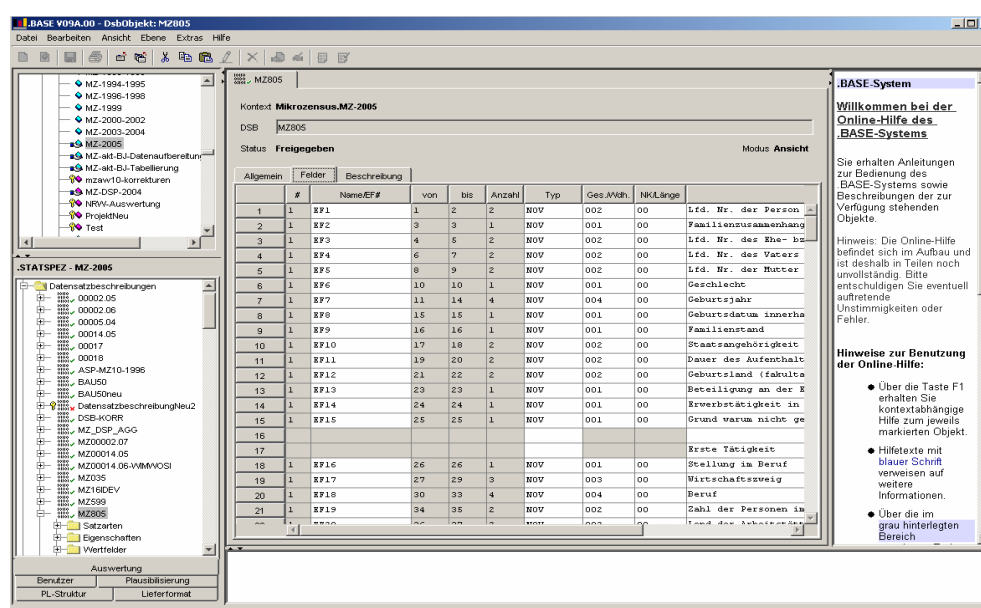 .BASE V09A.00 - DsbObjekt: MZ805
Datei Bearbeiten Ansicht Ebene Extras Hilfe
MZ-1994-1995
MZ-1996-1998
MZ-1999
MZ-2000-2002
MZ-2003-2004
MZ-2005
MZ-akt-BJ-Datenaufbereitung
MZ-akt-BJ-Tabellierung
mzaw10-korrekturen
MZ-DSP-2004
NRW-Auswertung
ProjektNeu
Test
.STATSPEZ - MZ-2005
Datensatzbeschreibungen
00002.05
00002.06
00005.04
00014.05
00017
00018
ASP-MZ10-1996
BAU50
BAU50neu
DatensatzbeschreibungNeu2
DSB-KORR
MZ_DSP_AGG
MZ00002.07
MZ00014.05
MZ00014.06-WMWOSI
MZ035
MZ16IDEV
MZ599
MZ805
Satzarten
Eigenschaften
Wertfelder
Auswertung
Benutzer Plausibilisierung
PL-Struktur Lieferformat
MZ805
Kontext Mikrozensus.MZ-2005
DSB MZ805
Status Freigegeben Modus Ansicht
Allgemein Felder Beschreibung
# Name/EF# von bis Anzahl Typ Ges./Wdh. NK/Länge
1 1 EF1 1 2 2 NOV 002 00 Lfd. Nr. der Person
2 1 EF2 3 3 1 NOV 001 00 Familienzusammenhang
3 1 EF3 4 5 2 NOV 002 00 Lfd. Nr. des Ehe- bz
4 1 EF4 6 7 2 NOV 002 00 Lfd. Nr. des Vaters
5 1 EF5 8 9 2 NOV 002 00 Lfd. Nr. der Mutter
6 1 EF6 10 10 1 NOV 001 00 Geschlecht
7 1 EF7 11 14 4 NOV 004 00 Geburtsjahr
8 1 EF8 15 15 1 NOV 001 00 Geburtsdatum innerha
9 1 EF9 16 16 1 NOV 001 00 Familienstand
10 1 EF10 17 18 2 NOV 002 00 Staatsangehörigkeit
11 1 EF11 19 20 2 NOV 002 00 Dauer des Aufenthalt
12 1 EF12 21 22 2 NOV 002 00 Geburtsland (fakulta
13 1 EF13 23 23 1 NOV 001 00 Beteiligung an der E
14 1 EF14 24 24 1 NOV 001 00 Erwerbstätigkeit in
15 1 EF15 25 25 1 NOV 001 00 Grund warum nicht ge
16
17 Erste Tätigkeit
18 1 EF16 26 26 1 NOV 001 00 Stellung im Beruf
19 1 EF17 27 29 3 NOV 003 00 Wirtschaftszweig
20 1 EF18 30 33 4 NOV 004 00 Beruf
21 1 EF19 34 35 2 NOV 002 00 Zahl der Personen im
.BASE-System
Willkommen bei der
Online-Hilfe des
.BASE-Systems
Sie erhalten Anleitungen
zur Bedienung des
.BASE-Systems sowie
Beschreibungen der zur
Verfügung stehenden
Objekte.
Hinweis: Die Online-Hilfe
befindet sich im Aufbau und
ist deshalb in Teilen noch
unvollständig. Bitte
entschuldigen Sie eventuell
auftretende
Unstimmigkeiten oder
Fehler.
Hinweise zur Benutzung
der Online-Hilfe:
Über die Taste F1
erhalten Sie
kontextabhängige
Hilfe zum jeweils
markierten Objekt.
Hilfetexte mit
blauer Schrift
verweisen auf
weitere
Informationen.
Über die im
grau hinterlegten
Bereich